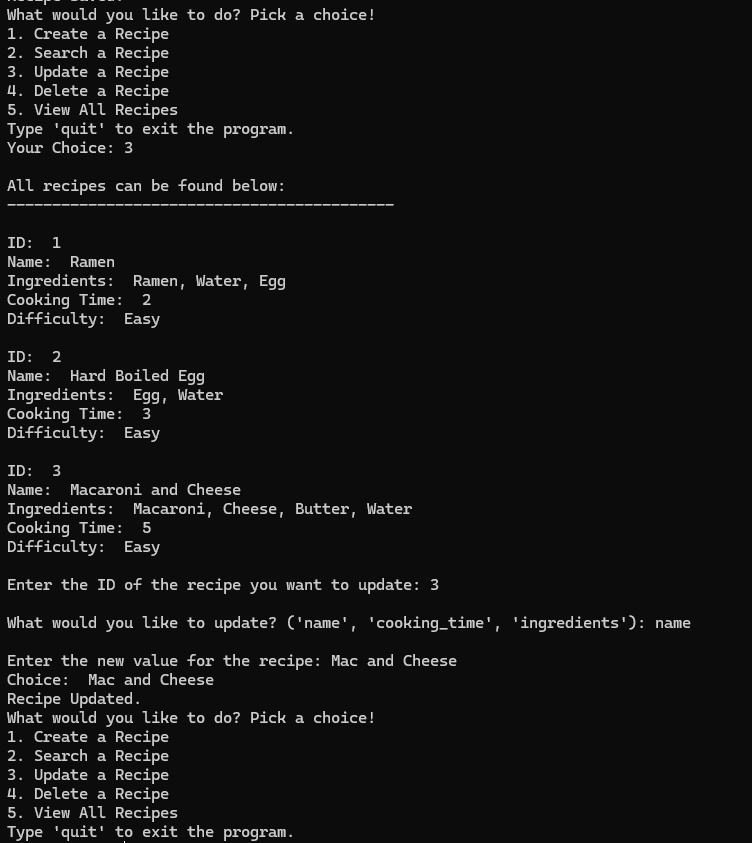 What would you like to do? Pick a choice!
1. Create a Recipe
2. Search a Recipe
3. Update a Recipe
4. Delete a Recipe
5. View All Recipes
Type 'quit' to exit the program.
Your Choice: 3
All recipes can be found below:
-------------------------------------------
ID:  1
Name:  Ramen
Ingredients:  Ramen, Water, Egg
Cooking Time:  2
Difficulty:  Easy
ID:  2
Name:  Hard Boiled Egg
Ingredients:  Egg, Water
Cooking Time:  3
Difficulty:  Easy
ID:  3
Name:  Macaroni and Cheese
Ingredients:  Macaroni, Cheese, Butter, Water
Cooking Time:  5
Difficulty:  Easy
Enter the ID of the recipe you want to update: 3
What would you like to update? ('name', 'cooking_time', 'ingredients'): name
Enter the new value for the recipe: Mac and Cheese
Choice:  Mac and Cheese
Recipe Updated.
What would you like to do? Pick a choice!
1. Create a Recipe
2. Search a Recipe
3. Update a Recipe
4. Delete a Recipe
5. View All Recipes
Type 'quit' to exit the program.